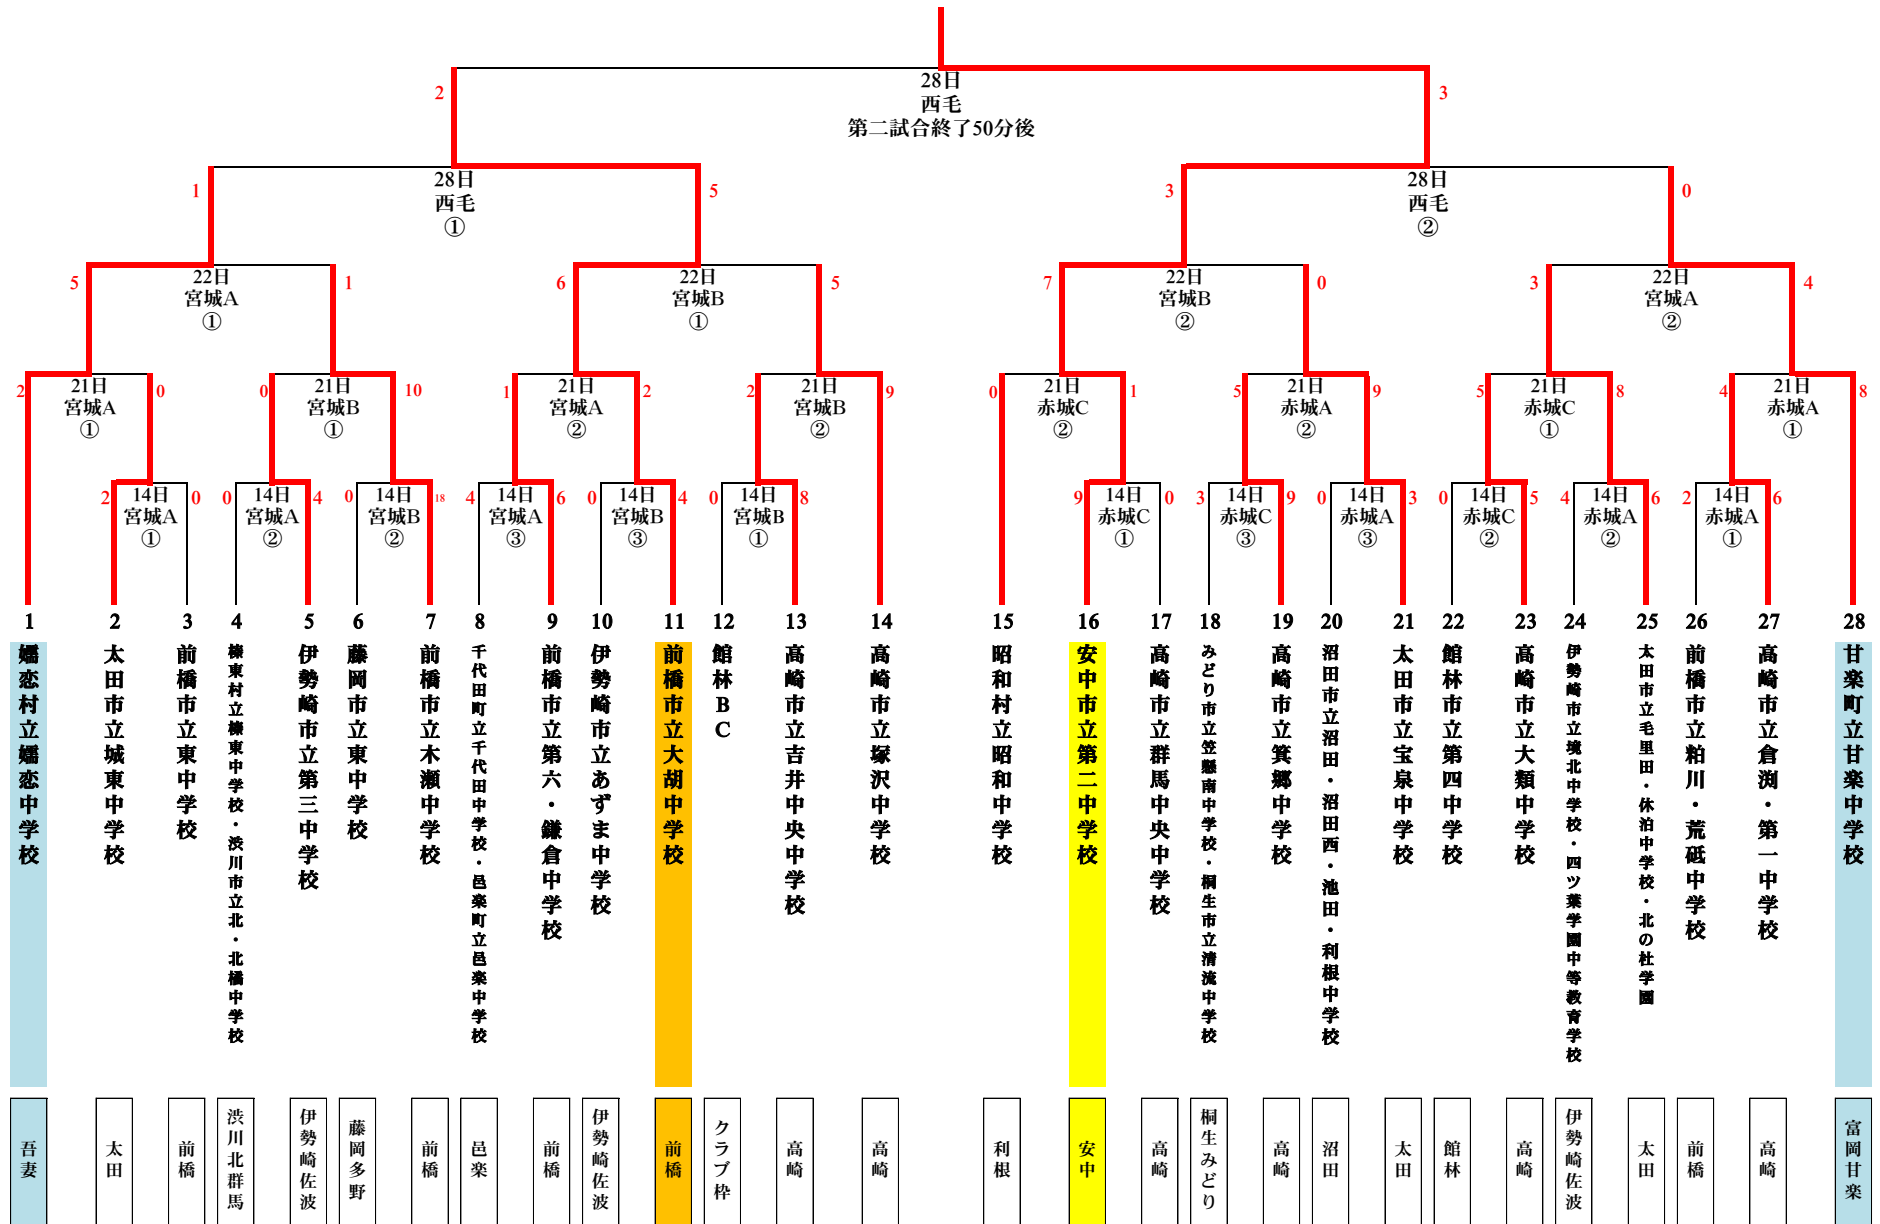 28日
西毛
第二試合終了50分後
2
3
28日
西毛
①
28日
西毛
②
1
5
3
0
22日
宮城A
①
22日
宮城B
①
22日
宮城B
②
22日
宮城A
②
5
1
6
5
7
0
3
4
21日
宮城A
①
21日
宮城B
①
21日
宮城A
②
21日
宮城B
②
21日
赤城C
②
21日
赤城A
②
21日
赤城C
①
21日
赤城A
①
2
0
0
10
1
2
2
9
0
1
5
9
5
8
4
8
14日
宮城A
①
14日
宮城A
②
14日
宮城B
②
14日
宮城A
③
14日
宮城B
③
14日
宮城B
①
14日
赤城C
①
14日
赤城C
③
14日
赤城A
③
14日
赤城C
②
14日
赤城A
②
14日
赤城A
①
2
0
0
4
0
18
4
6
0
4
0
8
9
0
3
9
0
3
0
5
4
6
2
6
1
嬬恋村立嬬恋中学校
吾妻
2
太田市立城東中学校
太田
3
前橋市立東中学校
前橋
4
榛東村立榛東中学校・渋川市立北・北橘中学校
渋川北群馬
5
伊勢崎市立第三中学校
伊勢崎佐波
6
藤岡市立東中学校
藤岡多野
7
前橋市立木瀬中学校
前橋
8
千代田町立千代田中学校・邑楽町立邑楽中学校
邑楽
9
前橋市立第六・鎌倉中学校
前橋
10
伊勢崎市立あずま中学校
伊勢崎佐波
11
前橋市立大胡中学校
前橋
12
館林BC
クラブ枠
13
高崎市立吉井中央中学校
高崎
14
高崎市立塚沢中学校
高崎
15
昭和村立昭和中学校
利根
16
安中市立第二中学校
安中
17
高崎市立群馬中央中学校
高崎
18
みどり市立笠懸南中学校・桐生市立清流中学校
桐生みどり
19
高崎市立箕郷中学校
高崎
20
沼田市立沼田・沼田西・池田・利根中学校
沼田
21
太田市立宝泉中学校
太田
22
館林市立第四中学校
館林
23
高崎市立大類中学校
高崎
24
伊勢崎市立境北中学校・四ツ葉学園中等教育学校
伊勢崎佐波
25
太田市立毛里田・休泊中学校・北の杜学園
太田
26
前橋市立粕川・荒砥中学校
前橋
27
高崎市立倉渕・第一中学校
高崎
28
甘楽町立甘楽中学校
富岡甘楽